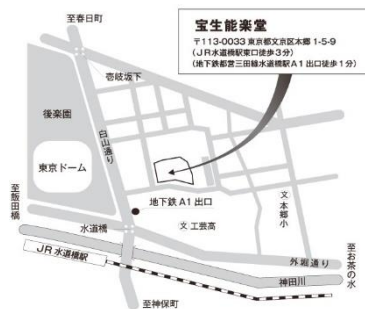 至春日町
宝生能楽堂
〒113-0033 東京都文京区本郷 1-5-9
(JR水道橋駅東口徒歩3分)
(地下鉄都営三田線水道橋駅A1出口徒歩1分)
壱岐坂下
後楽園
白山通り
東京ドーム
至飯田橋
地下鉄 A1 出口
文 本郷小
水道橋
文 工芸高
JR 水道橋駅
外堀通り
神田川
至お茶の水
至神保町